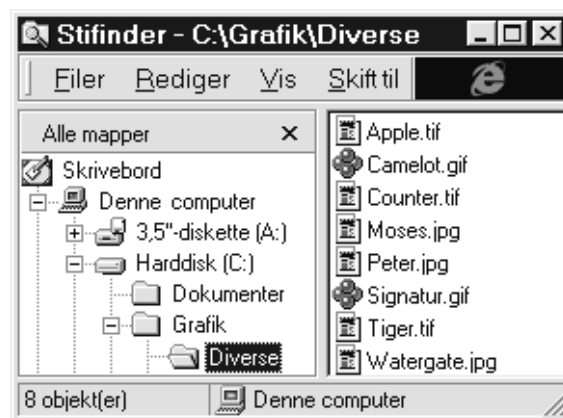 Stifinder - C:\Grafik\Diverse
Filer Rediger Vis Skift til
Alle mapper
Skrivebord
Denne computer
3,5"-diskette (A:)
Harddisk (C:)
Dokumenter
Grafik
Diverse
Apple.tif
Camelot.gif
Counter.tif
Moses.jpg
Peter.jpg
Signatur.gif
Tiger.tif
Watergate.jpg
8 objekt(er) Denne computer